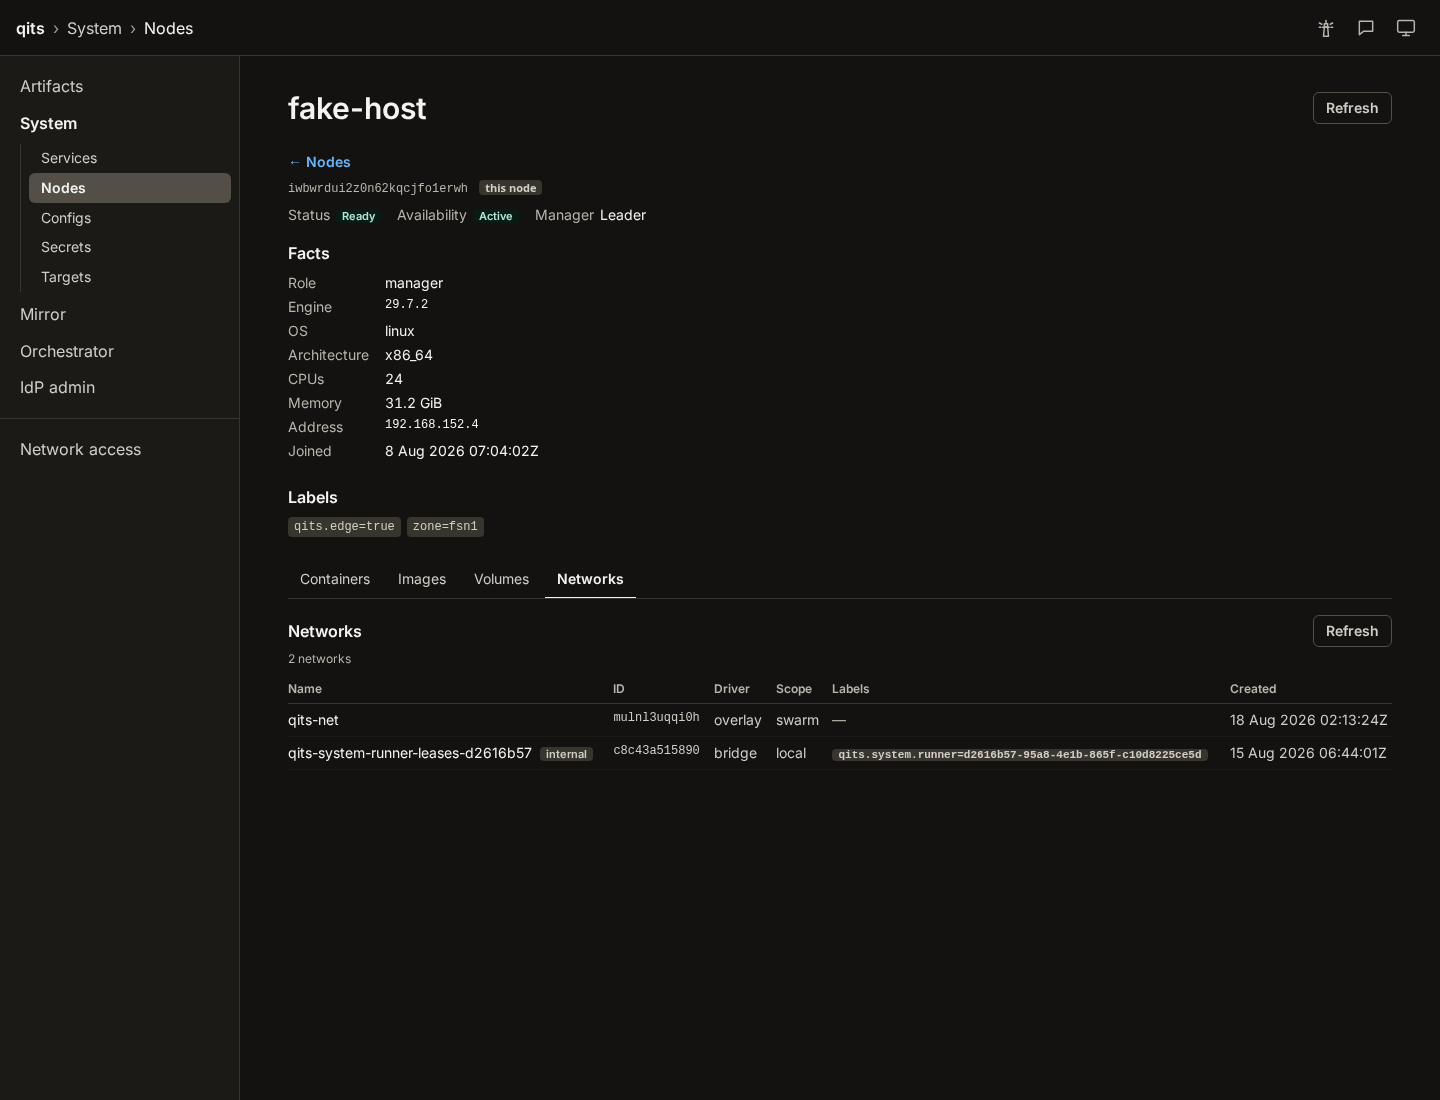 qits › System › Nodes
Artifacts
System
Services
Nodes
Configs
Secrets
Targets
Mirror
Orchestrator
IdP admin
Network access
fake-host
Refresh
← Nodes
iwbwrdui2z0n62kqcjfo1erwh this node
Status Ready Availability Active Manager Leader
Facts
Role manager
Engine 29.7.2
OS linux
Architecture x86_64
CPUs 24
Memory 31.2 GiB
Address 192.168.152.4
Joined 8 Aug 2026 07:04:02Z
Labels
qits.edge=true zone=fsn1
Containers Images Volumes Networks
Networks
Refresh
2 networks
Name ID Driver Scope Labels Created
qits-net mulnl3uqqi0h overlay swarm — 18 Aug 2026 02:13:24Z
qits-system-runner-leases-d2616b57 internal c8c43a515890 bridge local qits.system.runner=d2616b57-95a8-4e1b-865f-c10d8225ce5d 15 Aug 2026 06:44:01Z